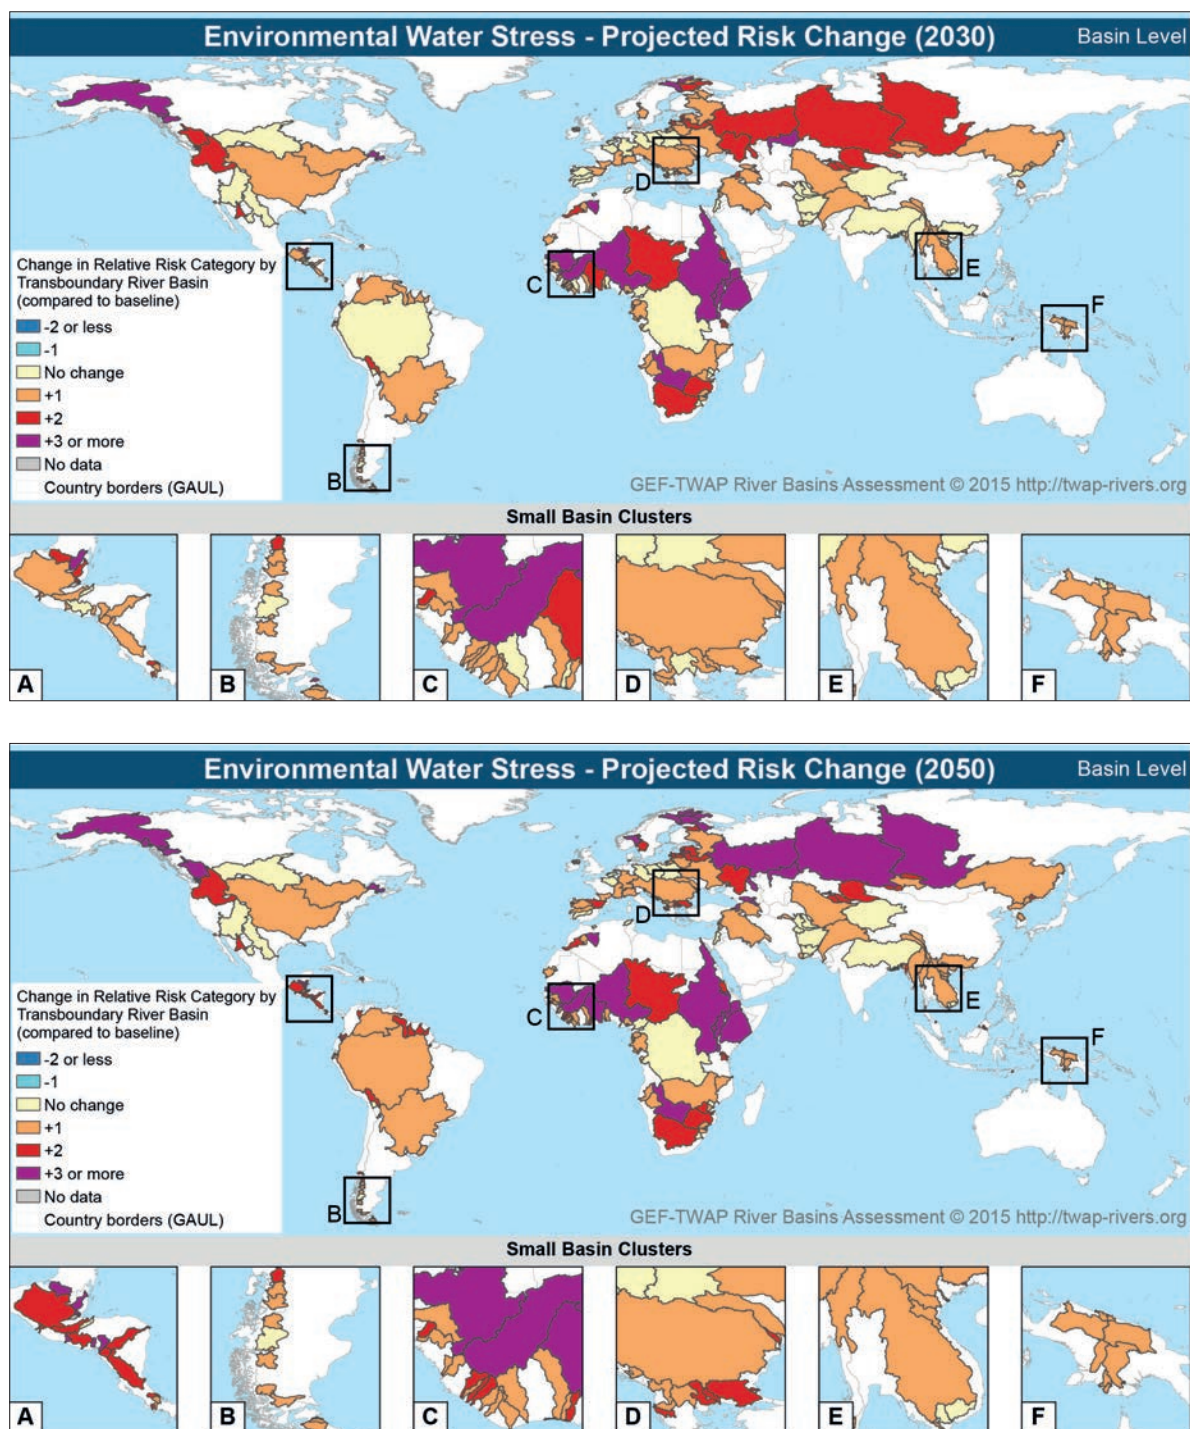 Environmental Water Stress - Projected Risk Change (2030)
Basin Level
D
C
E
F
B
Change in Relative Risk Category by
Transboundary River Basin
(compared to baseline)
-2 or less
-1
No change
+1
+2
+3 or more
No data
Country borders (GAUL)
GEF-TWAP River Basins Assessment © 2015 http://twap-rivers.org
Small Basin Clusters
A
B
C
D
E
F
Environmental Water Stress - Projected Risk Change (2050)
Basin Level
D
C
E
F
B
Change in Relative Risk Category by
Transboundary River Basin
(compared to baseline)
-2 or less
-1
No change
+1
+2
+3 or more
No data
Country borders (GAUL)
GEF-TWAP River Basins Assessment © 2015 http://twap-rivers.org
Small Basin Clusters
A
B
C
D
E
F